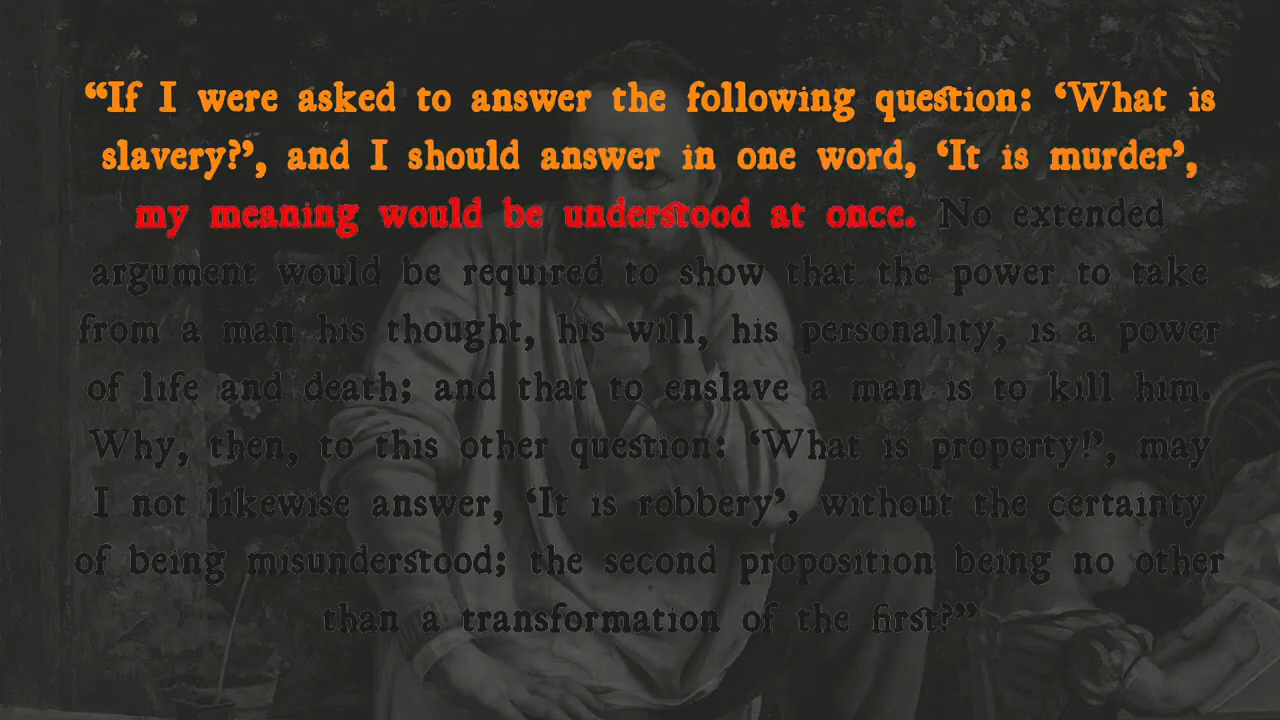 “If I were asked to answer the following question: ‘What is
slavery?’, and I should answer in one word, ‘It is murder’,
my meaning would be understood at once. No extended
argument would be required to show that the power to take
from a man his thought, his will, his personality, is a power
of life and death; and that to enslave a man is to kill him.
Why, then, to this other question: ‘What is property!’, may
I not likewise answer, ‘It is robbery’, without the certainty
of being misunderstood; the second proposition being no other
than a transformation of the first?”